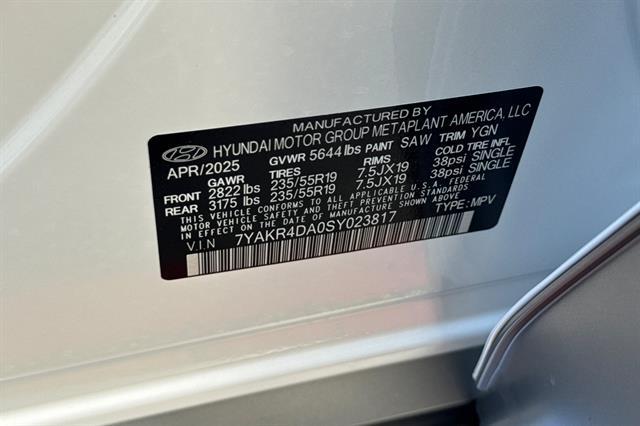 MANUFACTURED BY
HYUNDAI MOTOR GROUP METAPLANT AMERICA, LLC
APR/2025 GVWR 5644 lbs PAINT SAW TRIM YGN
GAWR TIRES RIMS COLD TIRE INFL
FRONT 2822 lbs 235/55R19 7.5JX19 38psi SINGLE
REAR 3175 lbs 235/55R19 7.5JX19 38psi SINGLE
THIS VEHICLE CONFORMS TO ALL APPLICABLE U.S.A. FEDERAL
MOTOR VEHICLE SAFETY AND THEFT PREVENTION STANDARDS
IN EFFECT ON THE DATE OF MANUFACTURE SHOWN ABOVE.
V.I.N 7YAKR4DA0SY023817 TYPE: MPV